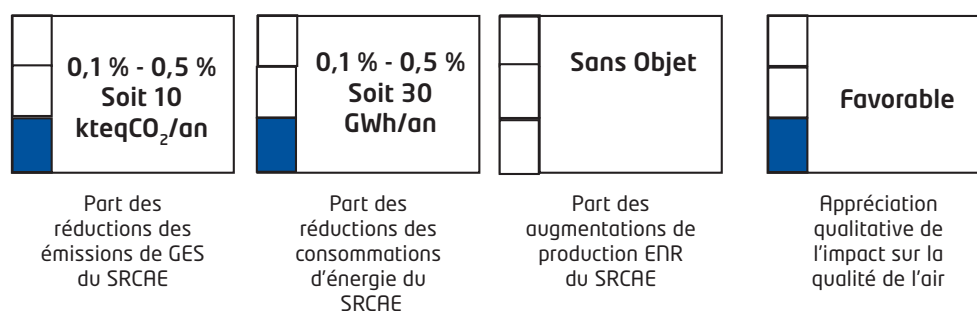 0,1 % - 0,5 %
Soit 10
kteqCO₂/an
0,1 % - 0,5 %
Soit 30
GWh/an
Sans Objet
Favorable
Part des
réductions des
émissions de GES
du SRCAE
Part des
réductions des
consommations
d'énergie du
SRCAE
Part des
augmentations de
production ENR
du SRCAE
Appréciation
qualitative de
l'impact sur la
qualité de l'air